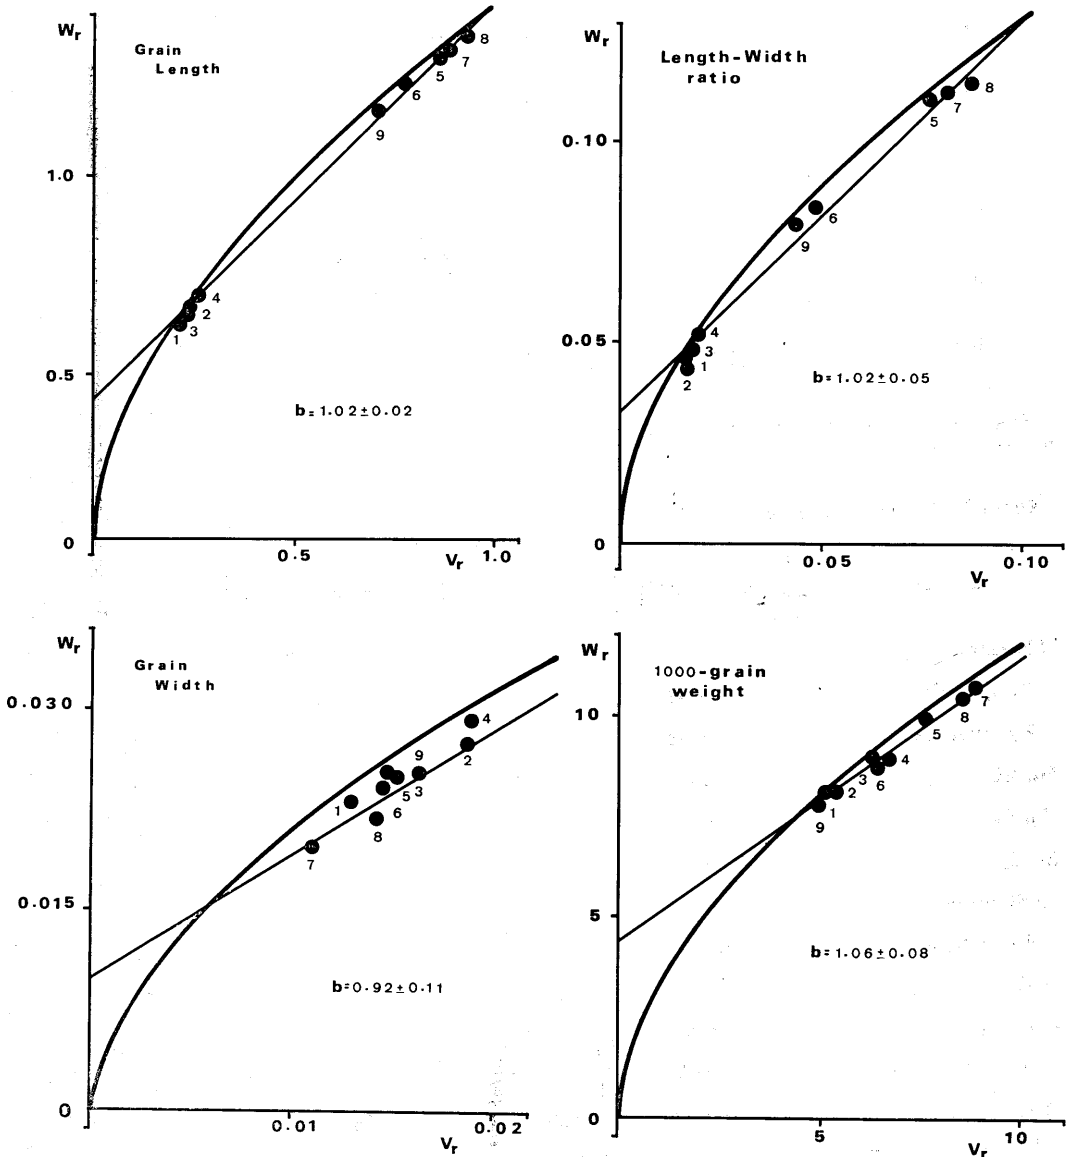 Wr
Grain
Length
1.0
0.5
0
8
7
5
6
9
4
2
3
1
b=1.02±0.02
0.5
1.0
Vr
Wr
Length-Width
ratio
0.10
0.05
0
8
7
5
6
9
4
3
1
2
b=1.02±0.05
0.05
0.10
Vr
Wr
Grain
Width
0.030
0.015
0
4
2
9
3
5
1
6
8
7
b=0.92±0.11
0.01
0.02
Vr
Wr
1000-grain
weight
10
5
0
7
8
5
4
3
6
2
1
9
b=1.06±0.08
5
10
Vr